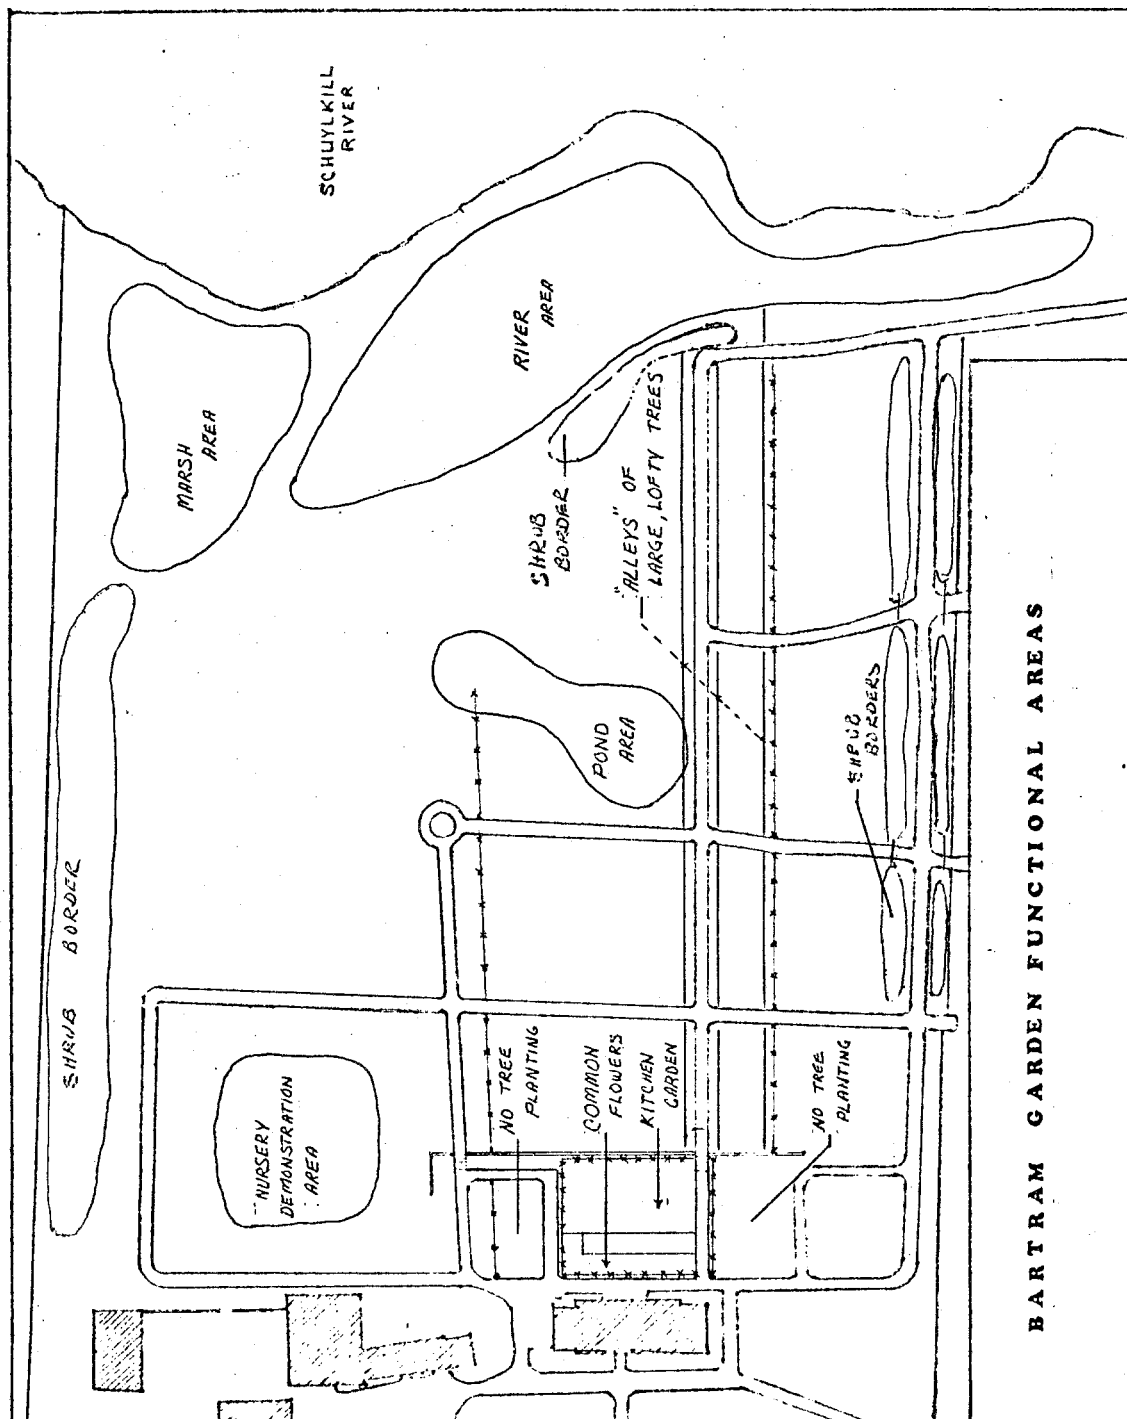 SCHUYLKILL
RIVER
MARSH
AREA
RIVER
AREA
SHRUB
BORDER
"ALLEYS" OF
LARGE, LOFTY TREES
POND
AREA
SHRUB
BORDERS
SHRUB BORDER
NURSERY
DEMONSTRATION
AREA
NO TREE
PLANTING
COMMON
FLOWERS
KITCHEN
GARDEN
NO TREE
PLANTING
BARTRAM GARDEN FUNCTIONAL AREAS